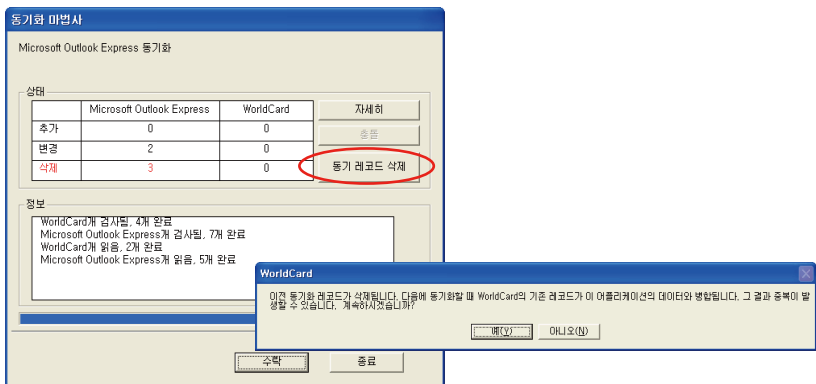 동기화 마법사
Microsoft Outlook Express 동기화
상태
Microsoft Outlook Express WorldCard
추가 0 0
변경 2 0
삭제 3 0
자세히
충돌
동기 레코드 삭제
정보
WorldCard개 검사됨, 4개 완료
Microsoft Outlook Express개 검사됨, 7개 완료
WorldCard개 읽음, 2개 완료
Microsoft Outlook Express개 읽음, 5개 완료
수락 종료
WorldCard
이전 동기화 레코드가 삭제됩니다. 다음에 동기화할 때 WorldCard의 기존 레코드가 이 어플리케이션의 데이터와 병합됩니다. 그 결과 중복이 발
생할 수 있습니다. 계속하시겠습니까?
예(Y) 아니오(N)